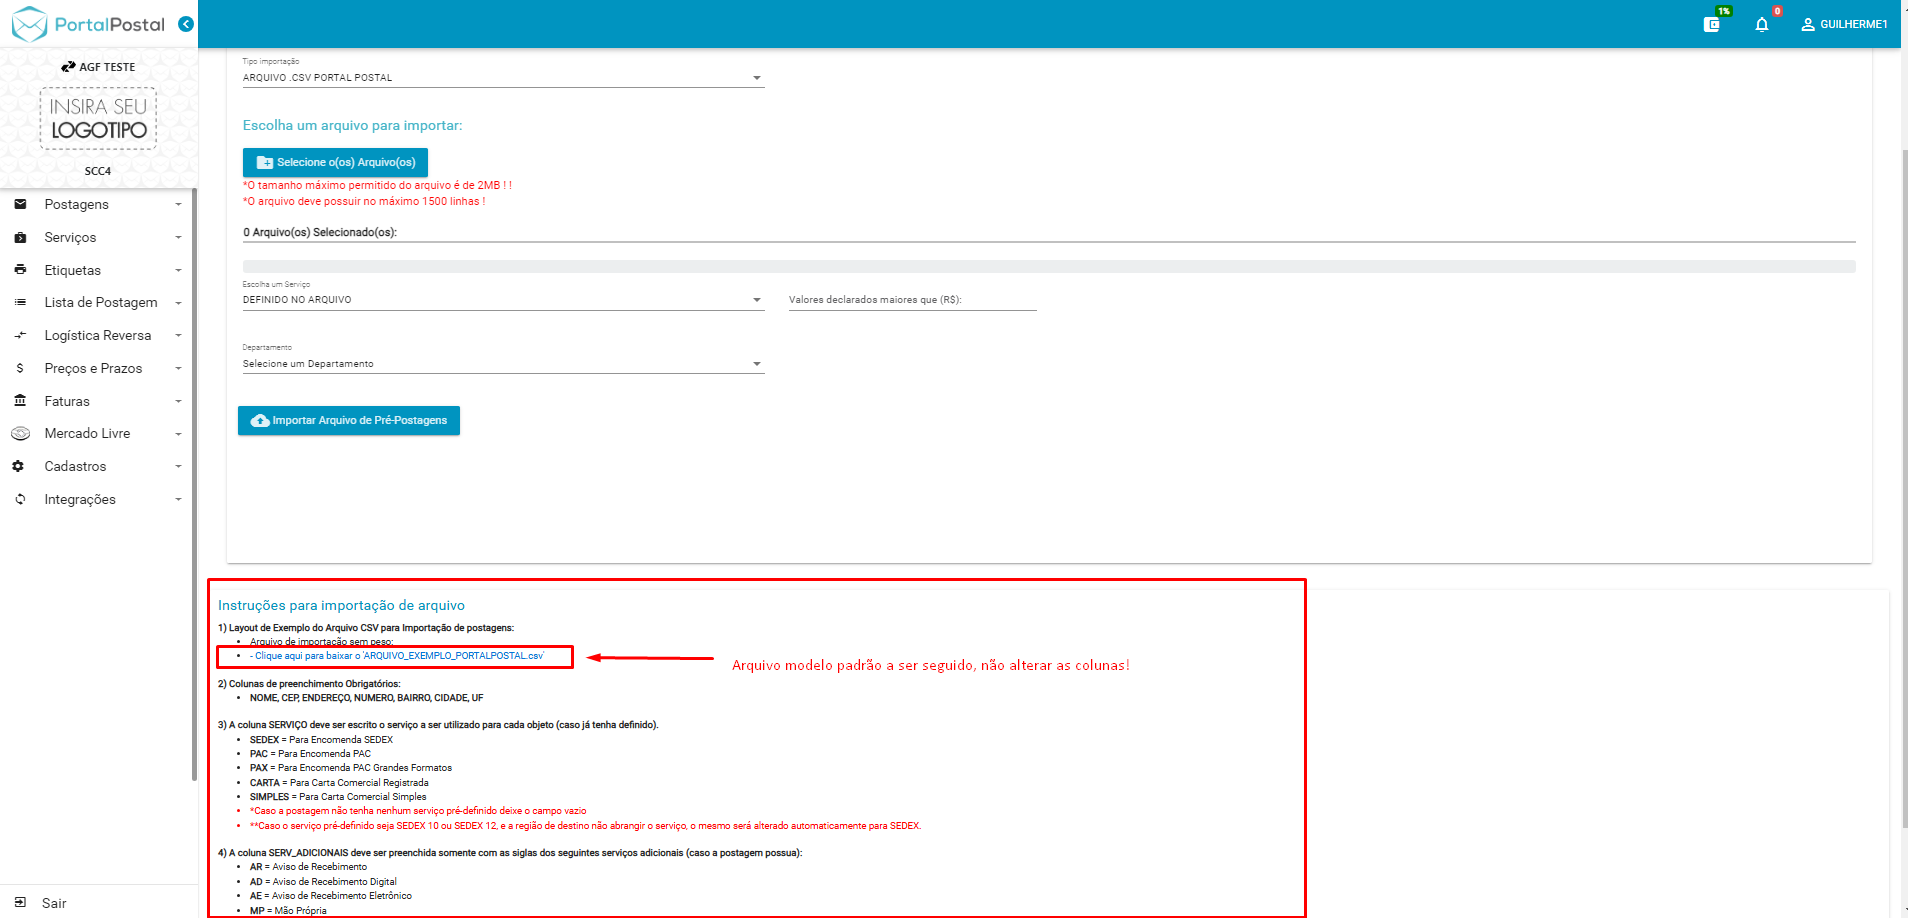 PortalPostal
1%
0
GUILHERME1
AGF TESTE
INSIRA SEU
LOGOTIPO
SCC4
Postagens
Serviços
Etiquetas
Lista de Postagem
Logística Reversa
Preços e Prazos
Faturas
Mercado Livre
Cadastros
Integrações
Sair
Tipo importação
ARQUIVO .CSV PORTAL POSTAL
Escolha um arquivo para importar:
Selecione o(os) Arquivo(os)
*O tamanho máximo permitido do arquivo é de 2MB ! !
*O arquivo deve possuir no máximo 1500 linhas !
0 Arquivo(os) Selecionado(os):
Escolha um Serviço
DEFINIDO NO ARQUIVO
Valores declarados maiores que (R$):
Departamento
Selecione um Departamento
Importar Arquivo de Pré-Postagens
Instruções para importação de arquivo
1) Layout de Exemplo do Arquivo CSV para Importação de postagens:
• Arquivo de importação sem peso:
• - Clique aqui para baixar o 'ARQUIVO_EXEMPLO_PORTALPOSTAL.csv'
Arquivo modelo padrão a ser seguido, não alterar as colunas!
2) Colunas de preenchimento Obrigatórios:
• NOME, CEP, ENDEREÇO, NUMERO, BAIRRO, CIDADE, UF
3) A coluna SERVIÇO deve ser escrito o serviço a ser utilizado para cada objeto (caso já tenha definido).
• SEDEX = Para Encomenda SEDEX
• PAC = Para Encomenda PAC
• PAX = Para Encomenda PAC Grandes Formatos
• CARTA = Para Carta Comercial Registrada
• SIMPLES = Para Carta Comercial Simples
• *Caso a postagem não tenha nenhum serviço pré-definido deixe o campo vazio
• **Caso o serviço pré-definido seja SEDEX 10 ou SEDEX 12, e a região de destino não abrangir o serviço, o mesmo será alterado automaticamente para SEDEX.
4) A coluna SERV_ADICIONAIS deve ser preenchida somente com as siglas dos seguintes serviços adicionais (caso a postagem possua):
• AR = Aviso de Recebimento
• AD = Aviso de Recebimento Digital
• AE = Aviso de Recebimento Eletrônico
• MP = Mão Própria